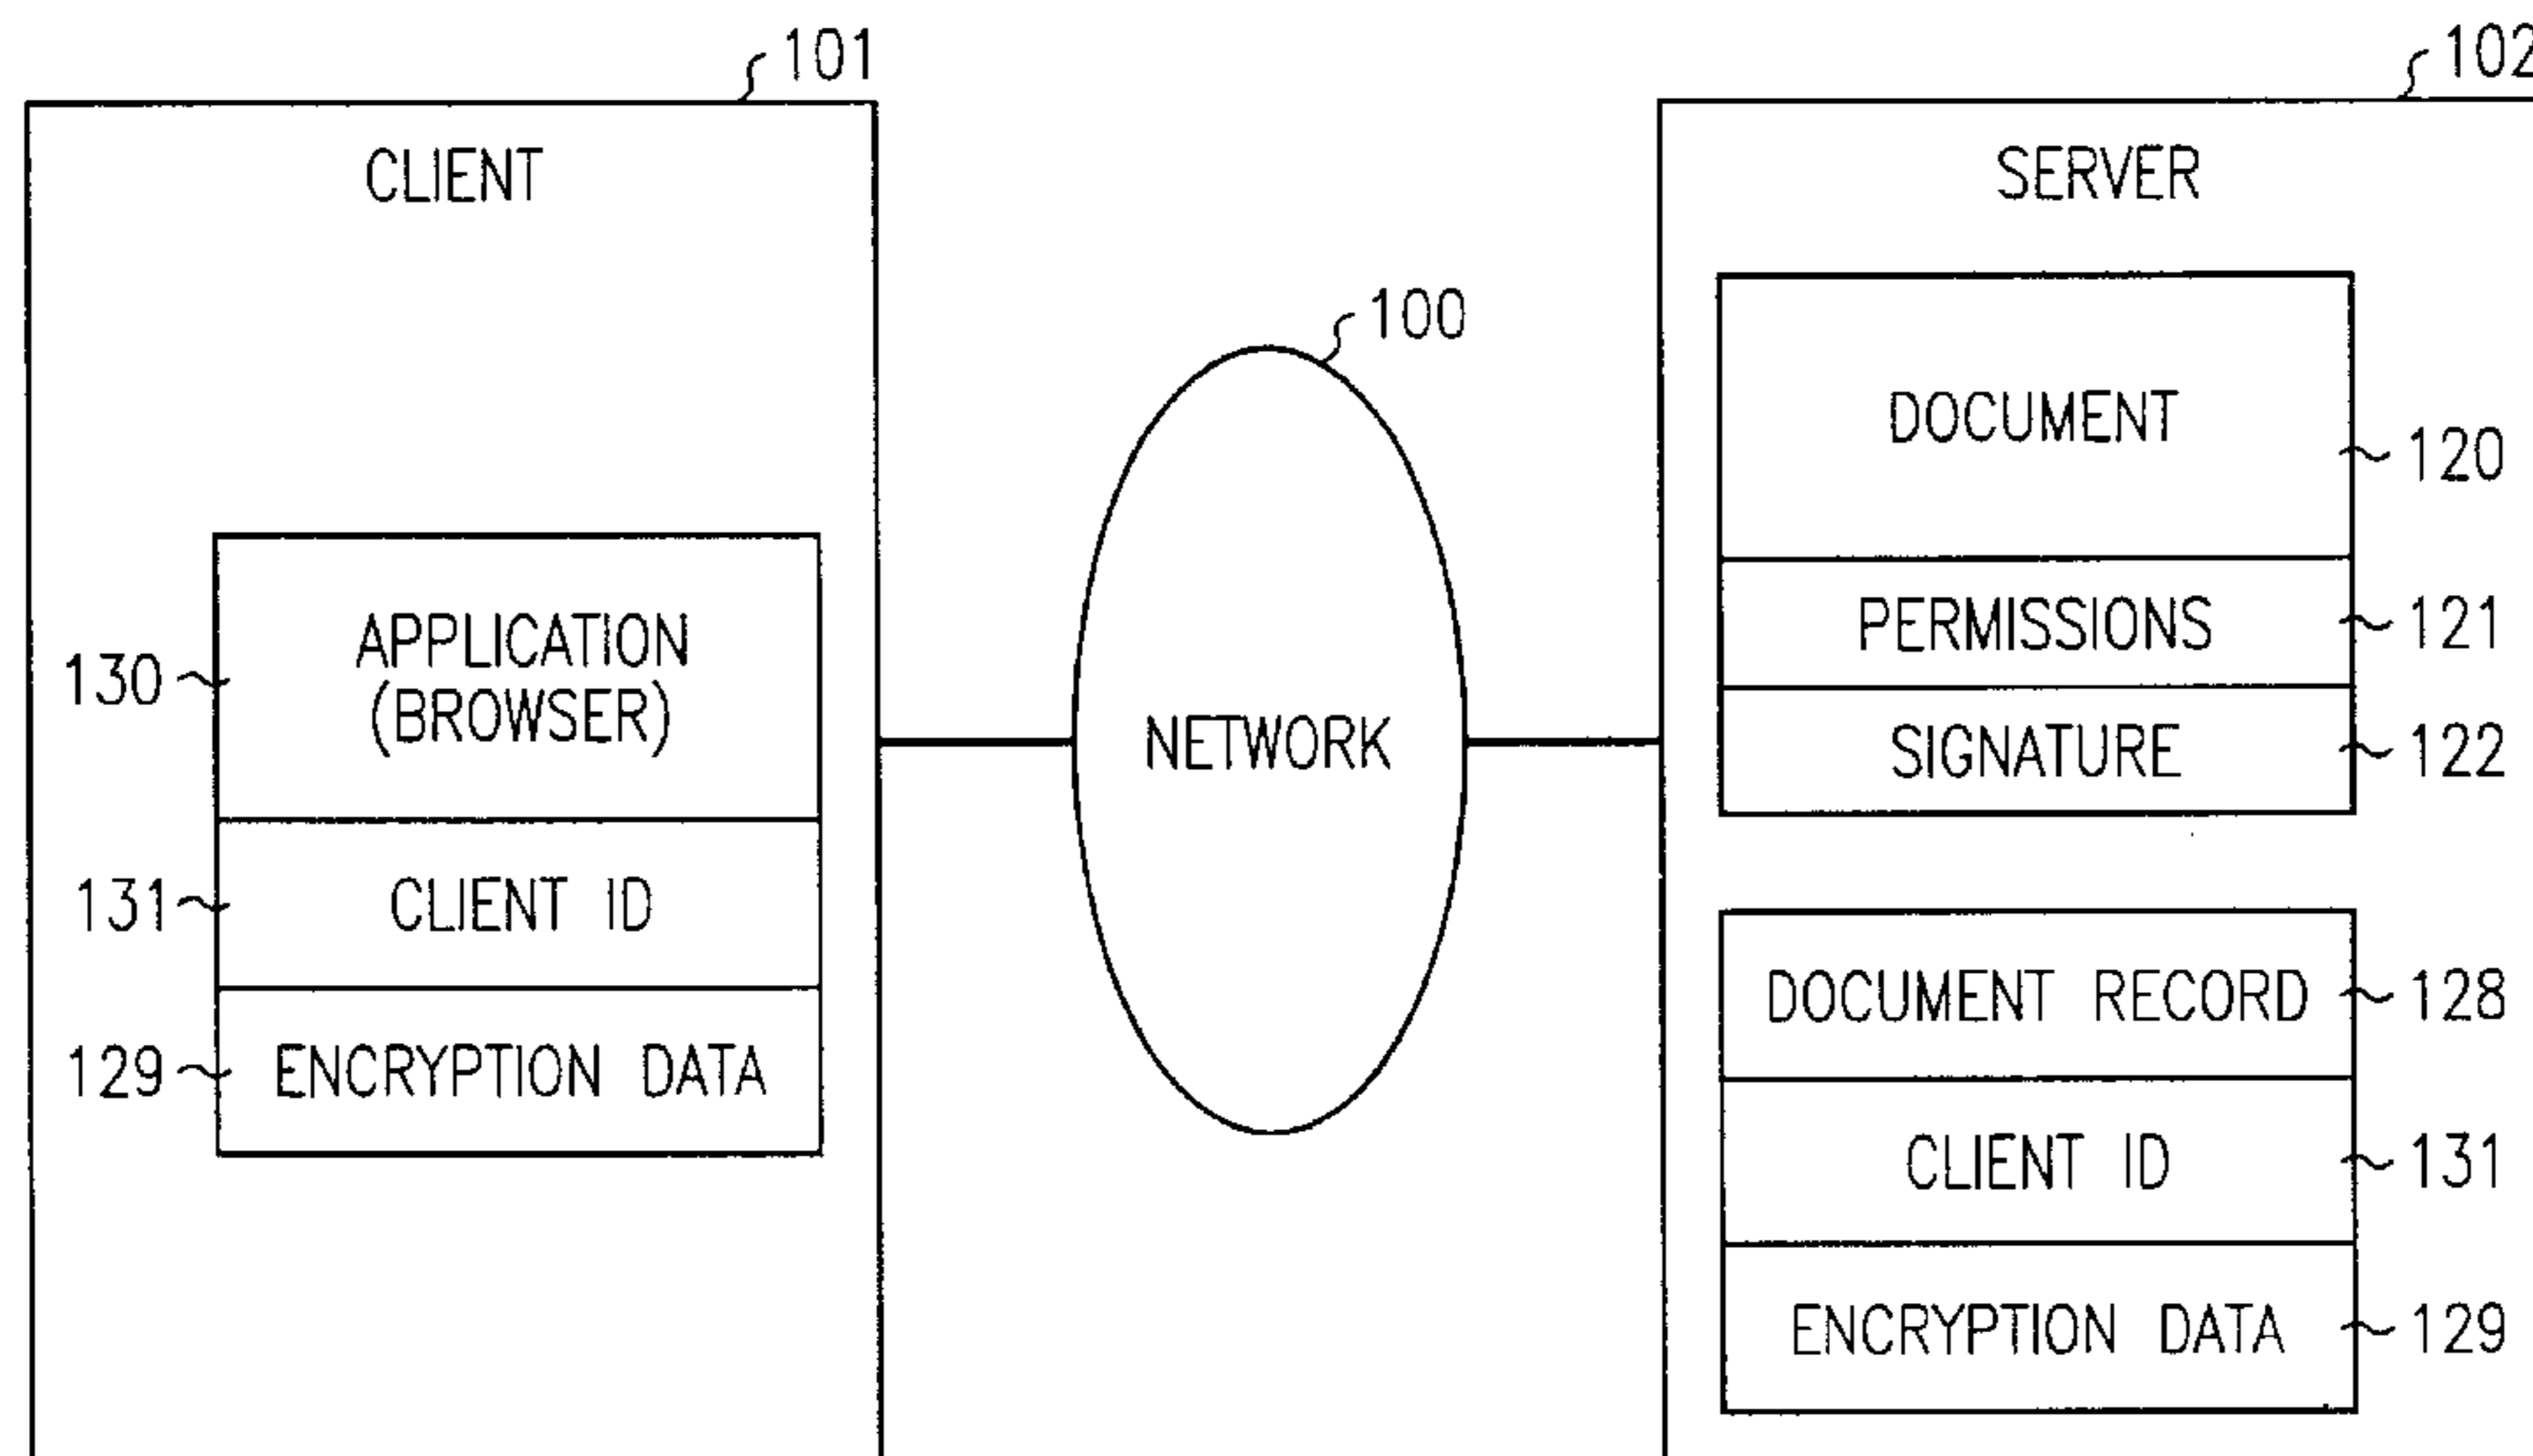 101
102
CLIENT
SERVER
100
DOCUMENT
120
PERMISSIONS
121
SIGNATURE
122
APPLICATION
(BROWSER)
130
CLIENT ID
131
ENCRYPTION DATA
129
NETWORK
DOCUMENT RECORD
128
CLIENT ID
131
ENCRYPTION DATA
129